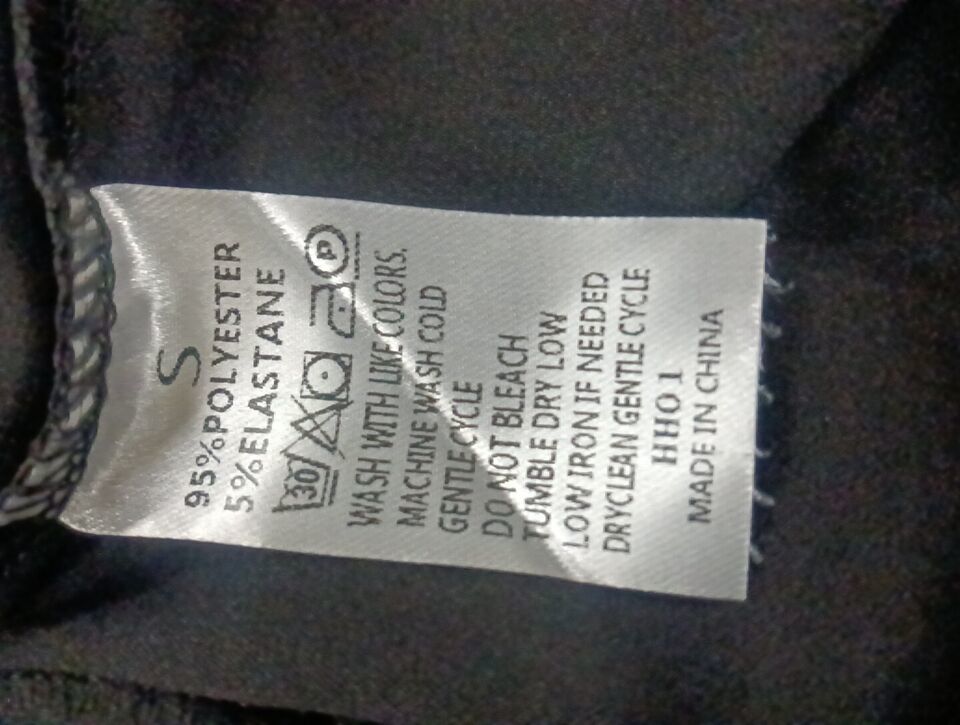 S
95%POLYESTER
5%ELASTANE
30 P
WASH WITH LIKE COLORS.
MACHINE WASH COLD
GENTLE CYCLE
DO NOT BLEACH
TUMBLE DRY LOW
LOW IRON IF NEEDED
DRYCLEAN GENTLE CYCLE
HHO1
MADE IN CHINA